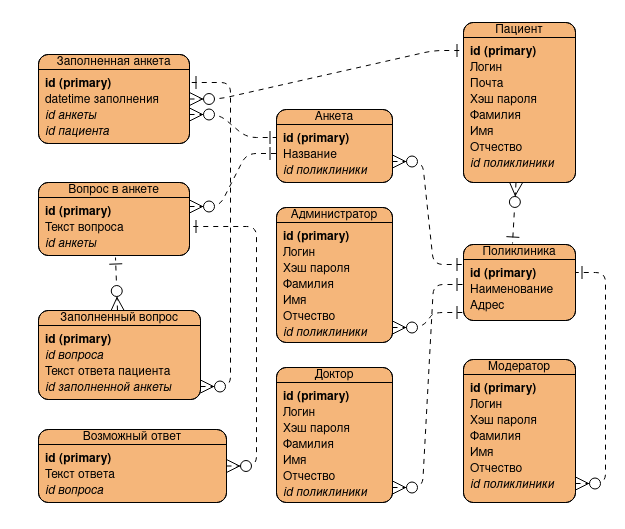 Заполненная анкета
id (primary)
datetime заполнения
id анкеты
id пациента
Вопрос в анкете
id (primary)
Текст вопроса
id анкеты
Заполненный вопрос
id (primary)
id вопроса
Текст ответа пациента
id заполненной анкеты
Возможный ответ
id (primary)
Текст ответа
id вопроса
Анкета
id (primary)
Название
id поликлиники
Администратор
id (primary)
Логин
Хэш пароля
Фамилия
Имя
Отчество
id поликлиники
Доктор
id (primary)
Логин
Хэш пароля
Фамилия
Имя
Отчество
id поликлиники
Пациент
id (primary)
Логин
Почта
Хэш пароля
Фамилия
Имя
Отчество
id поликлиники
Поликлиника
id (primary)
Наименование
Адрес
Модератор
id (primary)
Логин
Хэш пароля
Фамилия
Имя
Отчество
id поликлиники